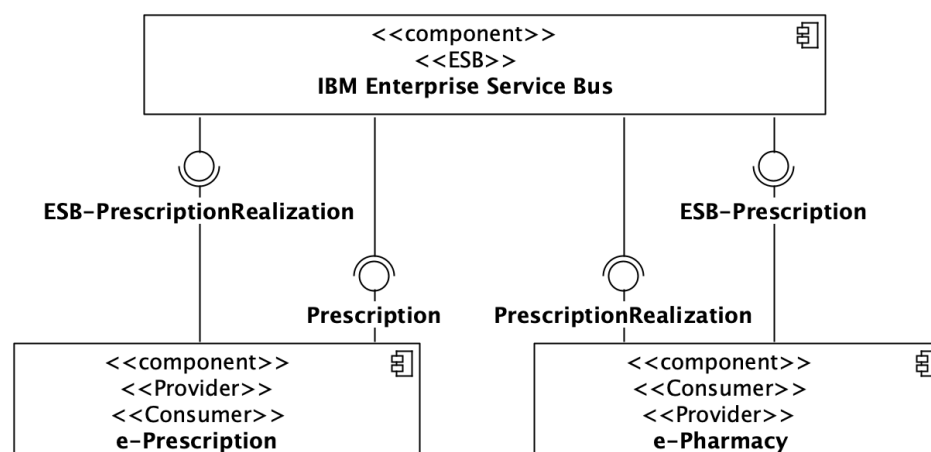 <<component>>
<<ESB>>
IBM Enterprise Service Bus
ESB-PrescriptionRealization
ESB-Prescription
Prescription
PrescriptionRealization
<<component>>
<<Provider>>
<<Consumer>>
e-Prescription
<<component>>
<<Consumer>>
<<Provider>>
e-Pharmacy